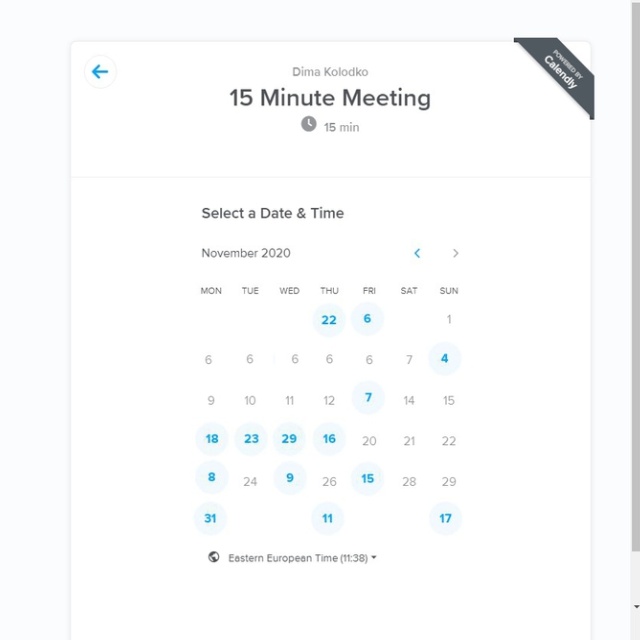 POWERED BY
Calendly
Dima Kolodko
15 Minute Meeting
15 min
Select a Date & Time
November 2020
MON TUE WED THU FRI SAT SUN
22 6 1
6 6 6 6 6 7 4
9 10 11 12 7 14 15
18 23 29 16 20 21 22
8 24 9 26 15 28 29
31 11 17
Eastern European Time (11:38)